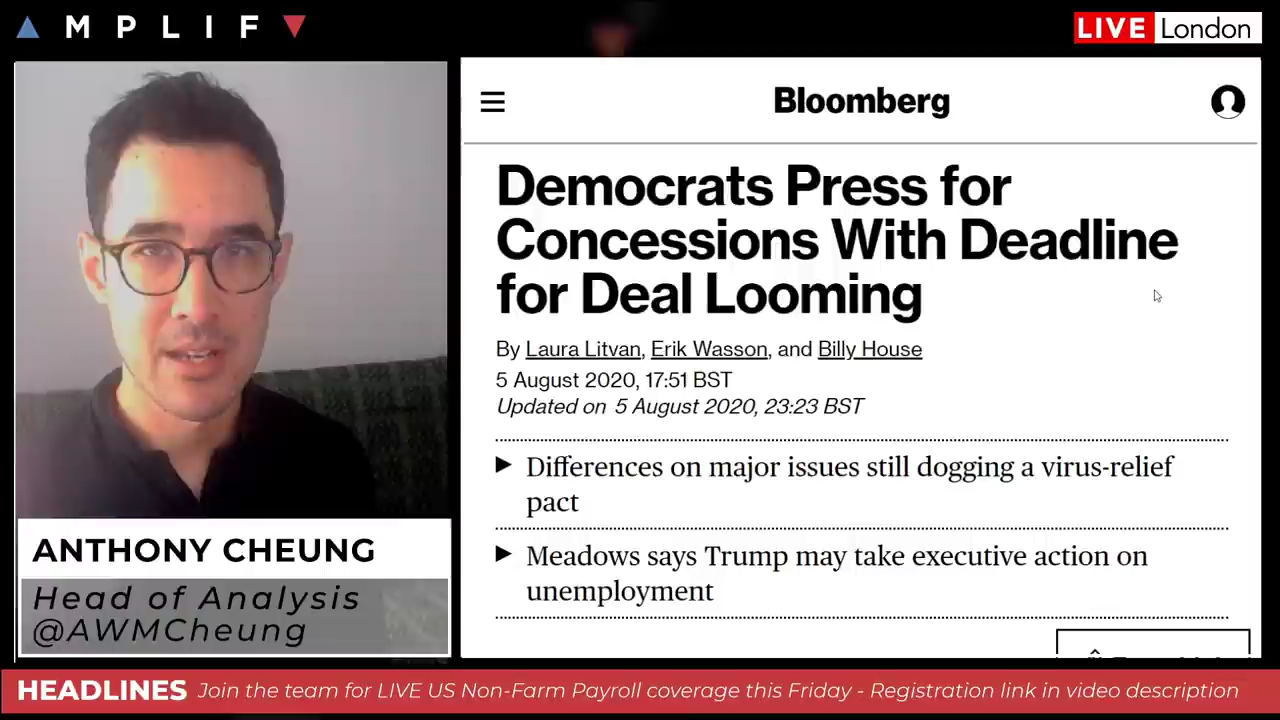 AMPLIFY
LIVE London
Bloomberg
Democrats Press for
Concessions With Deadline
for Deal Looming
By Laura Litvan, Erik Wasson, and Billy House
5 August 2020, 17:51 BST
Updated on 5 August 2020, 23:23 BST
Differences on major issues still dogging a virus-relief
pact
Meadows says Trump may take executive action on
unemployment
ANTHONY CHEUNG
Head of Analysis
@AWMCheung
HEADLINES Join the team for LIVE US Non-Farm Payroll coverage this Friday - Registration link in video description